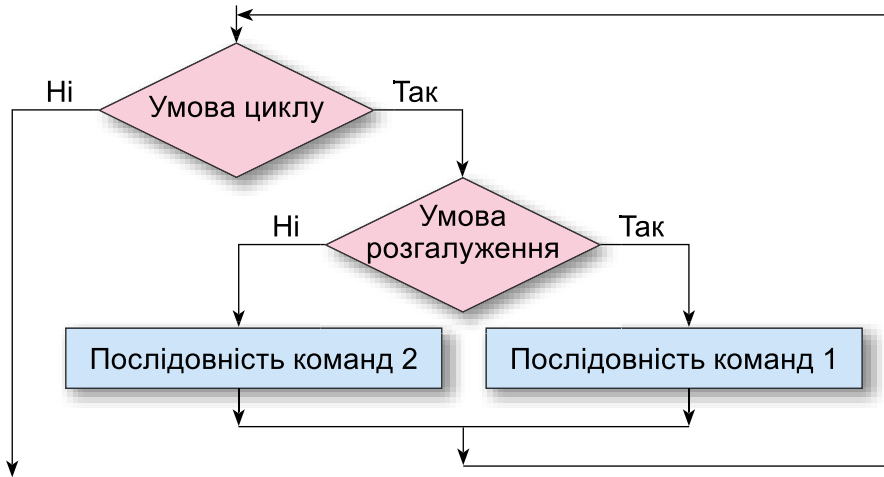 Ні
Умова циклу
Так
Ні
Умова
розгалуження
Так
Послідовність команд 2
Послідовність команд 1